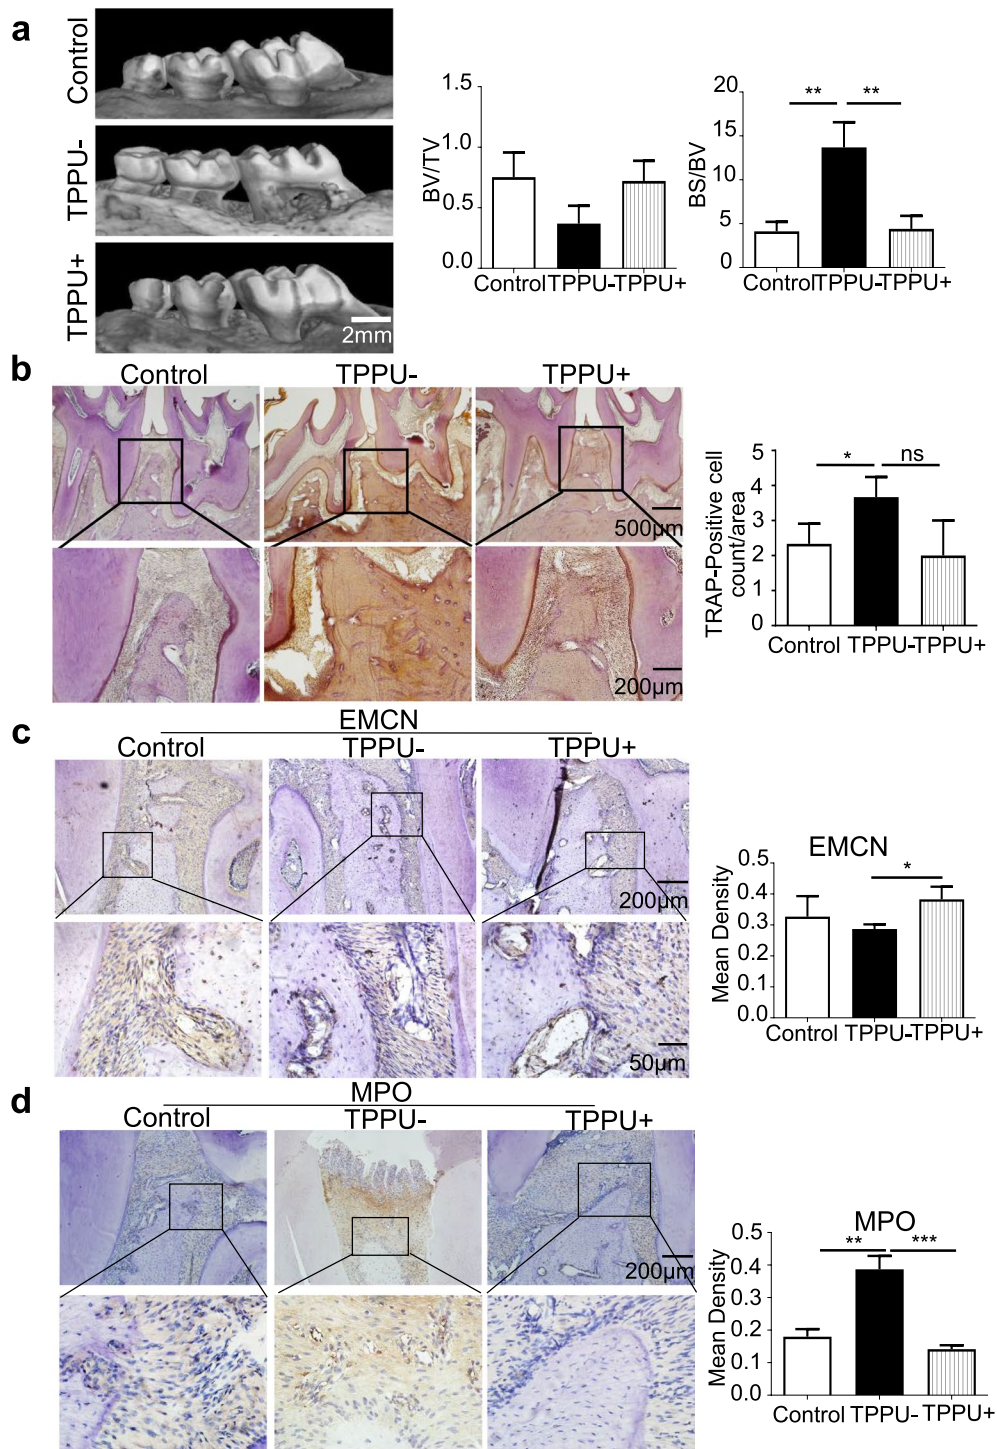 a
Control
TPPU-
TPPU+
2mm
BV/TV
1.5
1.0
0.5
0.0
Control TPPU- TPPU+
BS/BV
20
15
10
5
0
** **
Control TPPU- TPPU+
b
Control TPPU- TPPU+
500µm
200µm
TRAP-Positive cell
count/area
5
4
3
2
1
0
* ns
Control TPPU- TPPU+
c
EMCN
Control TPPU- TPPU+
200µm
50µm
EMCN
Mean Density
0.5
0.4
0.3
0.2
0.1
0.0
*
Control TPPU- TPPU+
d
MPO
Control TPPU- TPPU+
200µm
MPO
Mean Density
0.5
0.4
0.3
0.2
0.1
0.0
** ***
Control TPPU- TPPU+